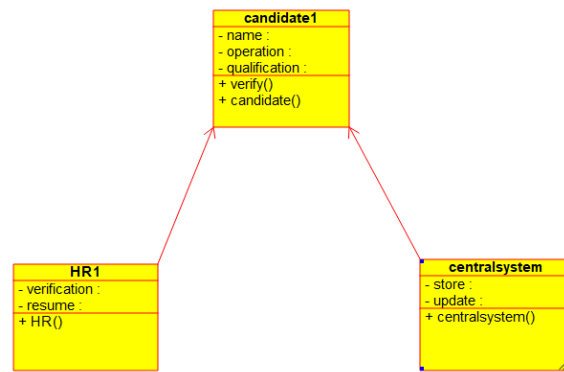 candidate1
- name :
- operation :
- qualification :
+ verify()
+ candidate()
HR1
- verification :
- resume :
+ HR()
centralsystem
- store :
- update :
+ centralsystem()